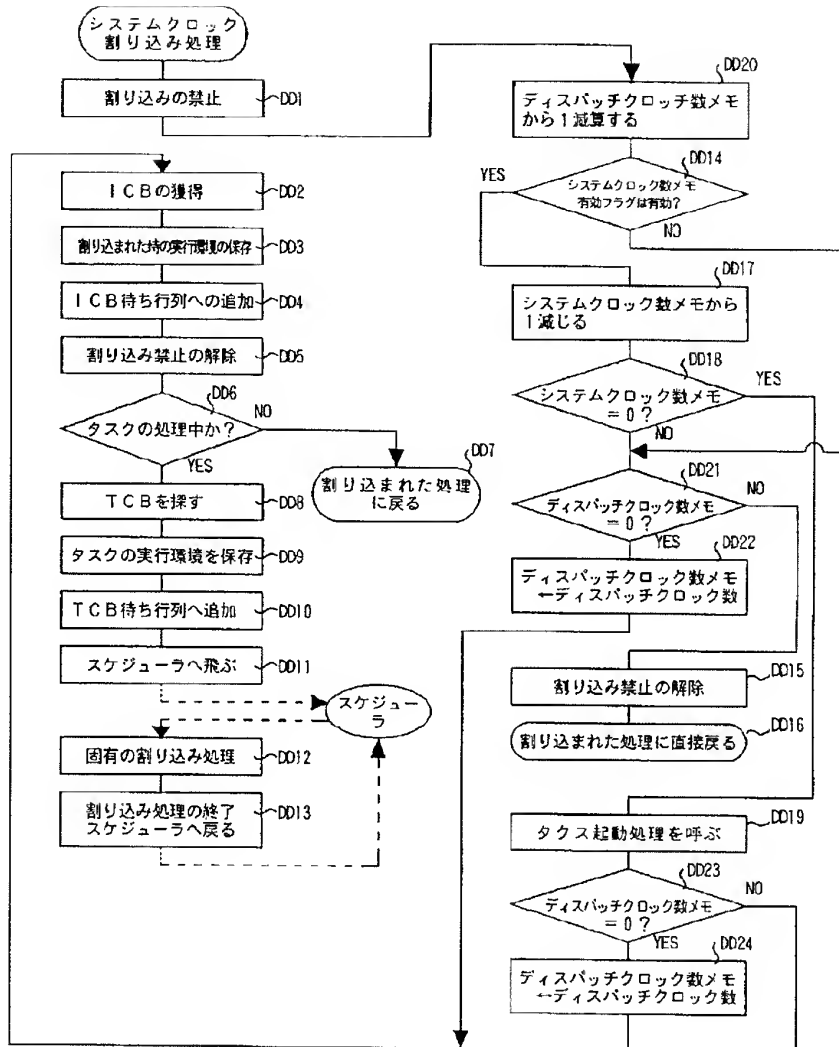 システムクロック
割り込み処理
割り込みの禁止
DD1
ICBの獲得
DD2
割り込まれた時の実行環境の保存
DD3
ICB待ち行列への追加
DD4
割り込み禁止の解除
DD5
DD6
タスクの処理中か?
NO
YES
DD7
割り込まれた処理
に戻る
TCBを探す
DD8
タスクの実行環境を保存
DD9
TCB待ち行列へ追加
DD10
スケジューラへ飛ぶ
DD11
スケジュー
ラ
固有の割り込み処理
DD12
割り込み処理の終了
スケジューラへ戻る
DD13
DD20
ディスパッチクロッチ数メモ
から1減算する
DD14
YES
システムクロック数メモ
有効フラグは有効?
NO
DD17
システムクロック数メモから
1減じる
DD18
YES
システムクロック数メモ
=0?
NO
DD21
NO
ディスパッチクロック数メモ
=0?
YES
DD22
ディスパッチクロック数メモ
←ディスパッチクロック数
DD15
割り込み禁止の解除
DD16
割り込まれた処理に直接戻る
DD19
タクス起動処理を呼ぶ
DD23
NO
ディスパッチクロック数メモ
=0?
YES
DD24
ディスパッチクロック数メモ
←ディスパッチクロック数